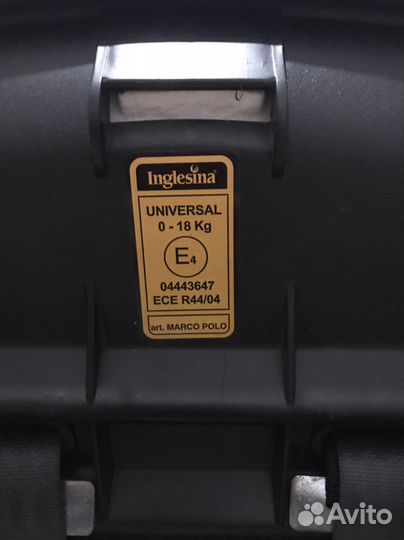 Inglesina
UNIVERSAL
0 - 18 Kg
E4
04443647
ECE R44/04
art. MARCO POLO
Avito